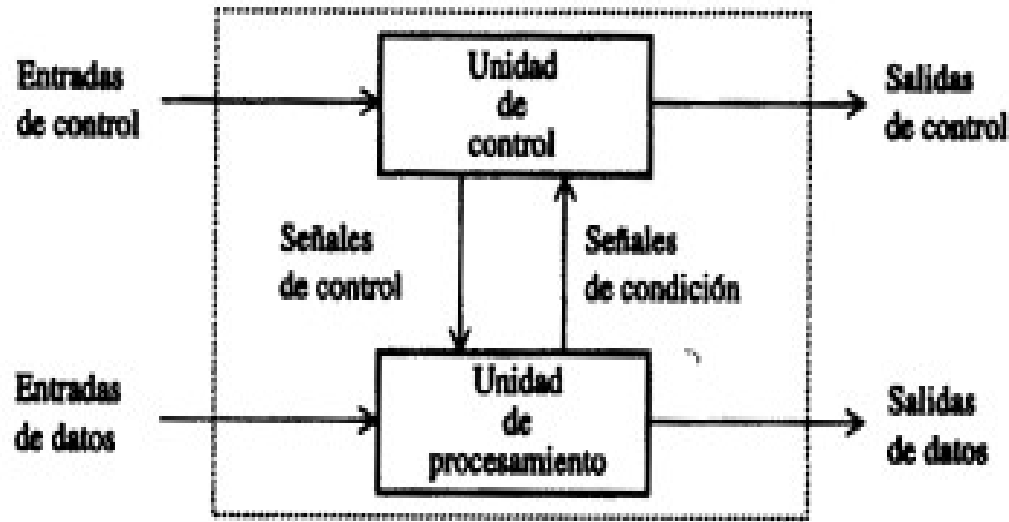 Entradas
de control
Unidad
de
control
Salidas
de control
Señales
de control
Señales
de condición
Entradas
de datos
Unidad
de
procesamiento
Salidas
de datos